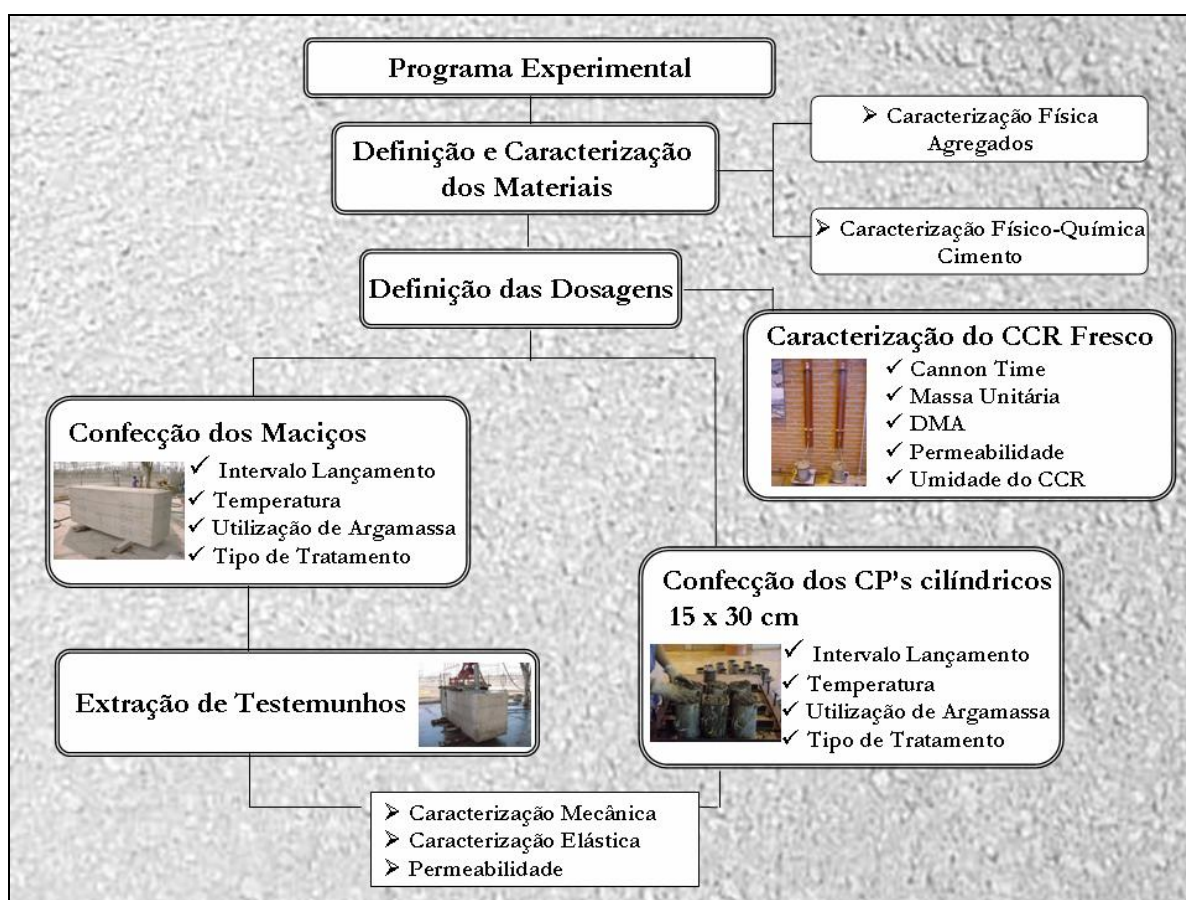 Programa Experimental
Definição e Caracterização
dos Materiais
➢ Caracterização Física
Agregados
➢ Caracterização Físico-Química
Cimento
Definição das Dosagens
Caracterização do CCR Fresco
✓ Cannon Time
✓ Massa Unitária
✓ DMA
✓ Permeabilidade
✓ Umidade do CCR
Confecção dos Maciços
✓ Intervalo Lançamento
✓ Temperatura
✓ Utilização de Argamassa
✓ Tipo de Tratamento
Confecção dos CP's cilíndricos
15 x 30 cm
✓ Intervalo Lançamento
✓ Temperatura
✓ Utilização de Argamassa
✓ Tipo de Tratamento
Extração de Testemunhos
➢ Caracterização Mecânica
➢ Caracterização Elástica
➢ Permeabilidade